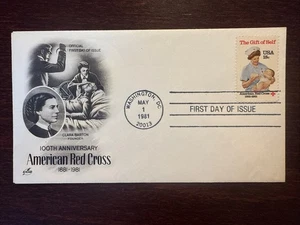 OFFICIAL
FIRST DAY OF ISSUE
CLARA BARTON
100TH ANNIVERSARY
American Red Cross
1881-1981
WASHINGTON, DC
MAY
1
1981
20013
FIRST DAY OF ISSUE
The Gift of Self
USA
18c